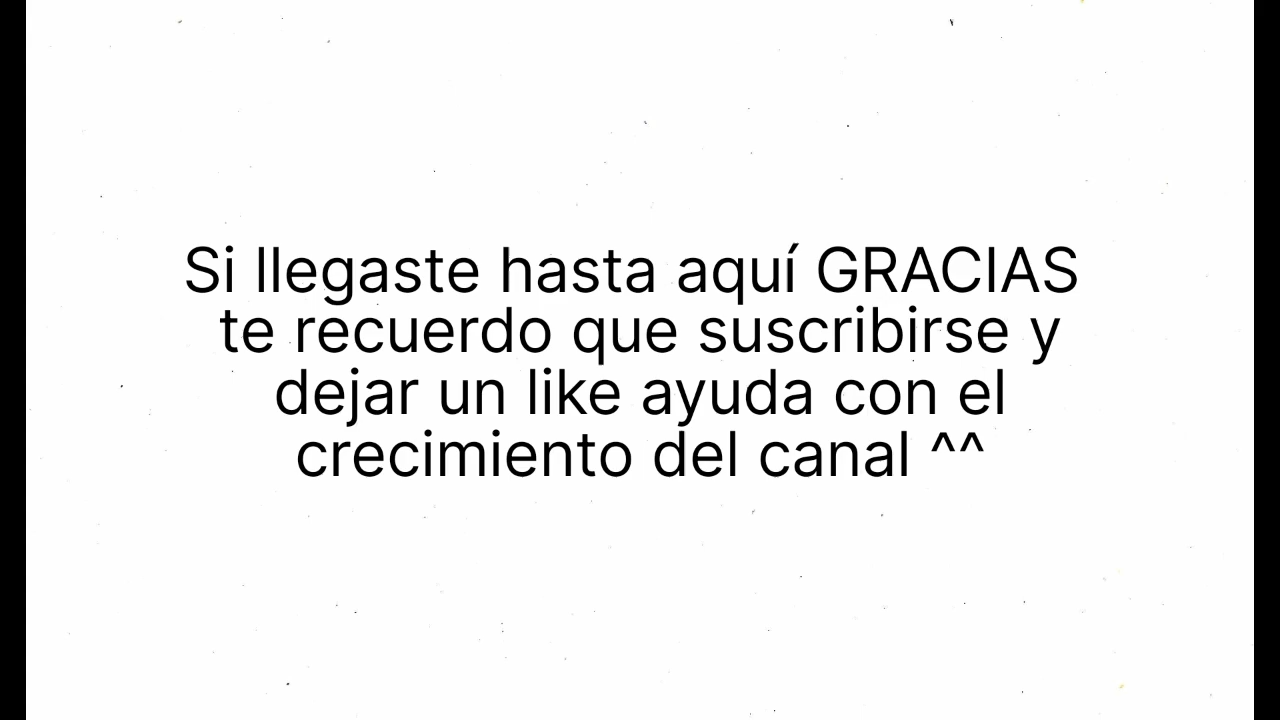 Si llegaste hasta aquí GRACIAS
te recuerdo que suscribirse y
dejar un like ayuda con el
crecimiento del canal ^^